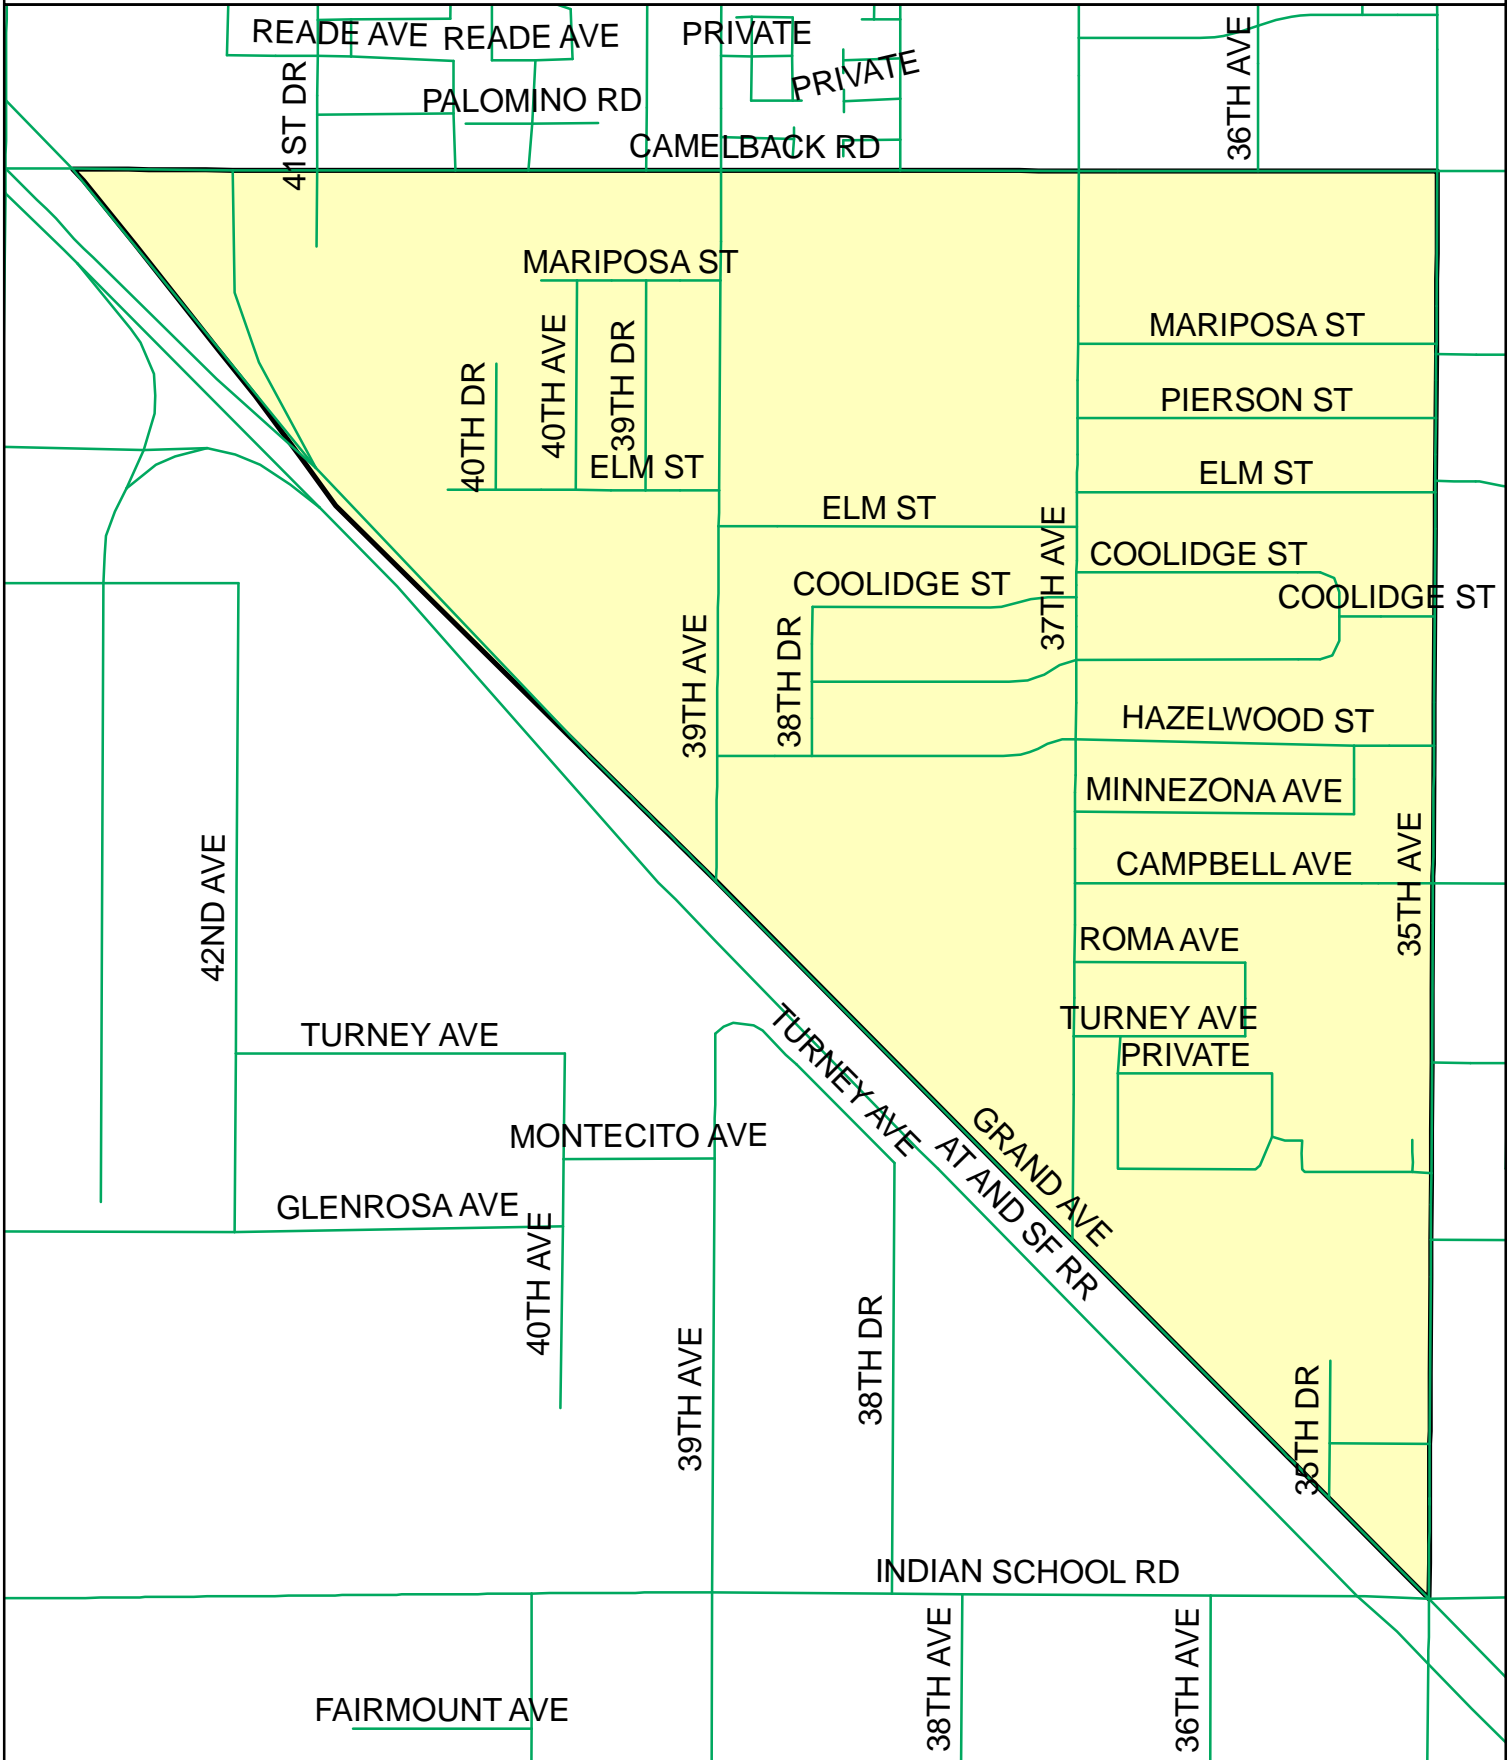 READE AVE
READE AVE
PRIVATE
PRIVATE
36TH AVE
41ST DR
PALOMINO RD
CAMELBACK RD
MARIPOSA ST
40TH DR
40TH AVE
39TH DR
ELM ST
MARIPOSA ST
PIERSON ST
ELM ST
ELM ST
37TH AVE
COOLIDGE ST
COOLIDGE ST
COOLIDGE ST
39TH AVE
38TH DR
HAZELWOOD ST
MINNEZONA AVE
42ND AVE
CAMPBELL AVE
35TH AVE
ROMA AVE
TURNEY AVE
TURNEY AVE
TURNEY AVE
PRIVATE
MONTECITO AVE
GRAND AVE
AT AND SF RR
GLENROSA AVE
40TH AVE
39TH AVE
38TH DR
35TH DR
INDIAN SCHOOL RD
38TH AVE
36TH AVE
FAIRMOUNT AVE